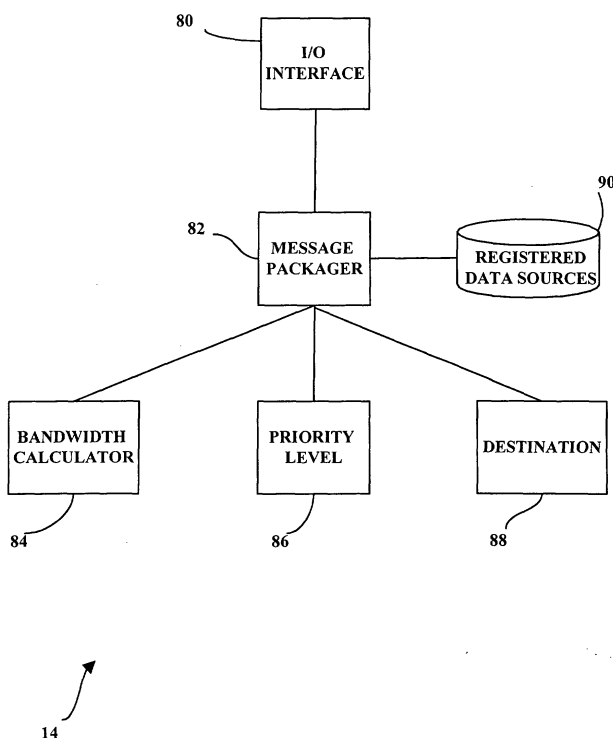 80
I/O
INTERFACE
90
82
MESSAGE
PACKAGER
REGISTERED
DATA SOURCES
BANDWIDTH
CALCULATOR
PRIORITY
LEVEL
DESTINATION
84
86
88
14